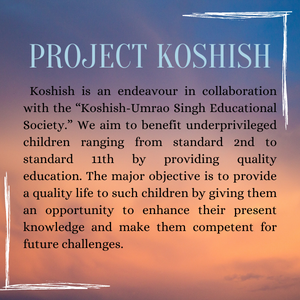 PROJECT KOSHISH
Koshish is an endeavour in collaboration
with the “Koshish-Umrao Singh Educational
Society.” We aim to benefit underprivileged
children ranging from standard 2nd to
standard 11th by providing quality
education. The major objective is to provide
a quality life to such children by giving them
an opportunity to enhance their present
knowledge and make them competent for
future challenges.